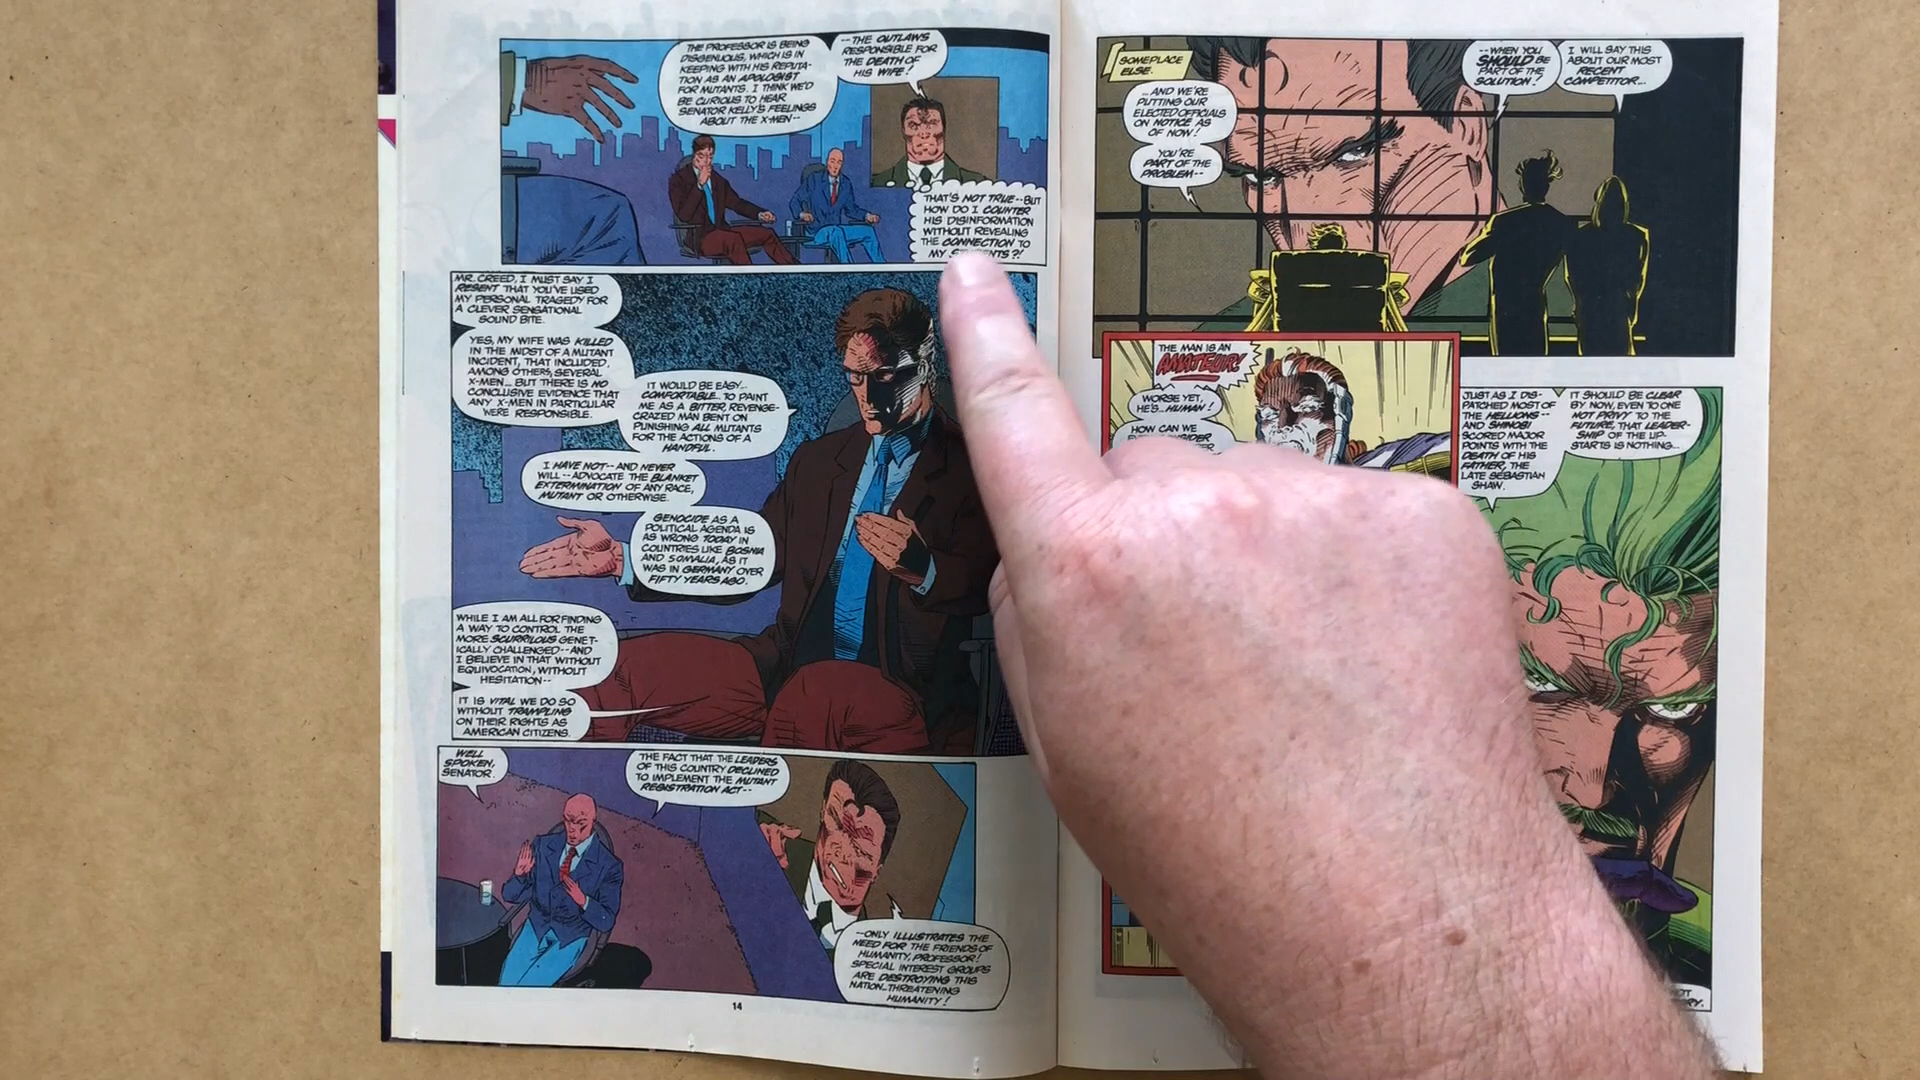 THE PROFESSOR IS BEING
DISGENUOUS, WHICH IS IN
KEEPING WITH HIS REPUTA-
TION AS AN APOLOGIST
FOR MUTANTS. I THINK WE'D
BE CURIOUS TO HEAR
SENATOR KELLY'S FEELINGS
ABOUT THE X-MEN--
--THE OUTLAWS
RESPONSIBLE FOR
THE DEATH OF
HIS WIFE!
THAT'S NOT TRUE--BUT
HOW DO I COUNTER
HIS DISINFORMATION
WITHOUT REVEALING
THE CONNECTION TO
MY
MR. CREED, I MUST SAY I
RESENT THAT YOU'VE USED
MY PERSONAL TRAGEDY FOR
A CLEVER SENSATIONAL
SOUND BITE.
YES, MY WIFE WAS KILLED
IN THE MIDST OF A MUTANT
INCIDENT, THAT INCLUDED,
AMONG OTHERS, SEVERAL
X-MEN... BUT THERE IS NO
CONCLUSIVE EVIDENCE THAT
ANY X-MEN IN PARTICULAR
WERE RESPONSIBLE.
IT WOULD BE EASY...
COMFORTABLE...TO PAINT
ME AS A BITTER, REVENGE-
CRAZED MAN BENT ON
PUNISHING ALL MUTANTS
FOR THE ACTIONS OF A
HANDFUL.
I HAVE NOT--AND NEVER
WILL--ADVOCATE THE BLANKET
EXTERMINATION OF ANY RACE,
MUTANT OR OTHERWISE.
GENOCIDE AS A
POLITICAL AGENDA IS
AS WRONG TODAY IN
COUNTRIES LIKE BOSNIA
AND SOMALIA, AS IT
WAS IN GERMANY OVER
FIFTY YEARS AGO.
WHILE I AM ALL FOR FINDING
A WAY TO CONTROL THE
MORE SCURRILOUS GENET-
ICALLY CHALLENGED--AND
I BELIEVE IN THAT WITHOUT
EQUIVOCATION, WITHOUT
HESITATION--
IT IS VITAL WE DO SO
WITHOUT TRAMPLING
ON THEIR RIGHTS AS
AMERICAN CITIZENS.
WELL
SPOKEN,
SENATOR.
THE FACT THAT THE LEADERS
OF THIS COUNTRY DECLINED
TO IMPLEMENT THE MUTANT
REGISTRATION ACT--
--ONLY ILLUSTRATES THE
NEED FOR THE FRIENDS OF
HUMANITY, PROFESSOR!
SPECIAL INTEREST GROUPS
ARE DESTROYING THIS
NATION...THREATENING
HUMANITY!
14
SOMEPLACE
ELSE.
...AND WE'RE
PUTTING OUR
ELECTED OFFICIALS
ON NOTICE AS
OF NOW!
YOU'RE
PART OF THE
PROBLEM--
--WHEN YOU
SHOULD BE
PART OF THE
SOLUTION!
I WILL SAY THIS
ABOUT OUR MOST
RECENT
COMPETITOR...
THE MAN IS AN
AMATEUR!
WORSE YET,
HE'S...HUMAN!
HOW CAN WE
JUST AS I DIS-
PATCHED MOST OF
THE HELLIONS--
AND SHINOBI
SCORED MAJOR
POINTS WITH THE
DEATH OF HIS
FATHER, THE
LATE SEBASTIAN
SHAW.
IT SHOULD BE CLEAR
BY NOW, EVEN TO ONE
NOT PRIVY TO THE
FUTURE, THAT LEADER-
SHIP OF THE UP-
STARTS IS NOTHING...